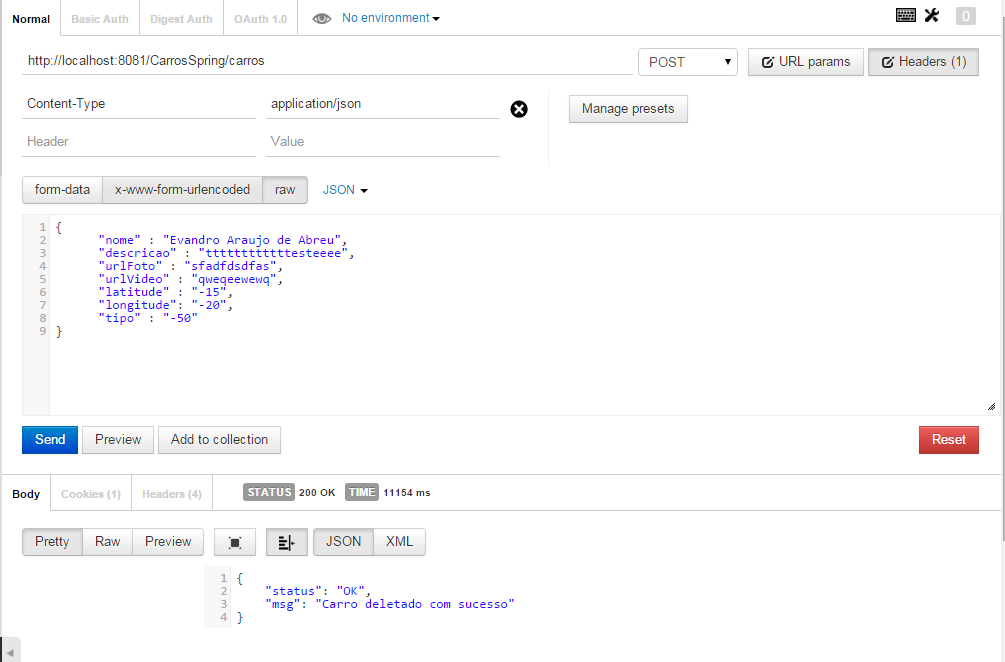 Normal Basic Auth Digest Auth OAuth 1.0 No environment 0
http://localhost:8081/CarrosSpring/carros POST URL params Headers (1)
Content-Type application/json Manage presets
Header Value
form-data x-www-form-urlencoded raw JSON
1 {
2 "nome" : "Evandro Araujo de Abreu",
3 "descricao" : "ttttttttttttesteeee",
4 "urlFoto" : "sfadfdsdfas",
5 "urlVideo" : "qweqeewewq",
6 "latitude" : "-15",
7 "longitude": "-20",
8 "tipo" : "-50"
9 }
Send Preview Add to collection Reset
Body Cookies (1) Headers (4) STATUS 200 OK TIME 11154 ms
Pretty Raw Preview JSON XML
1 {
2 "status": "OK",
3 "msg": "Carro deletado com sucesso"
4 }